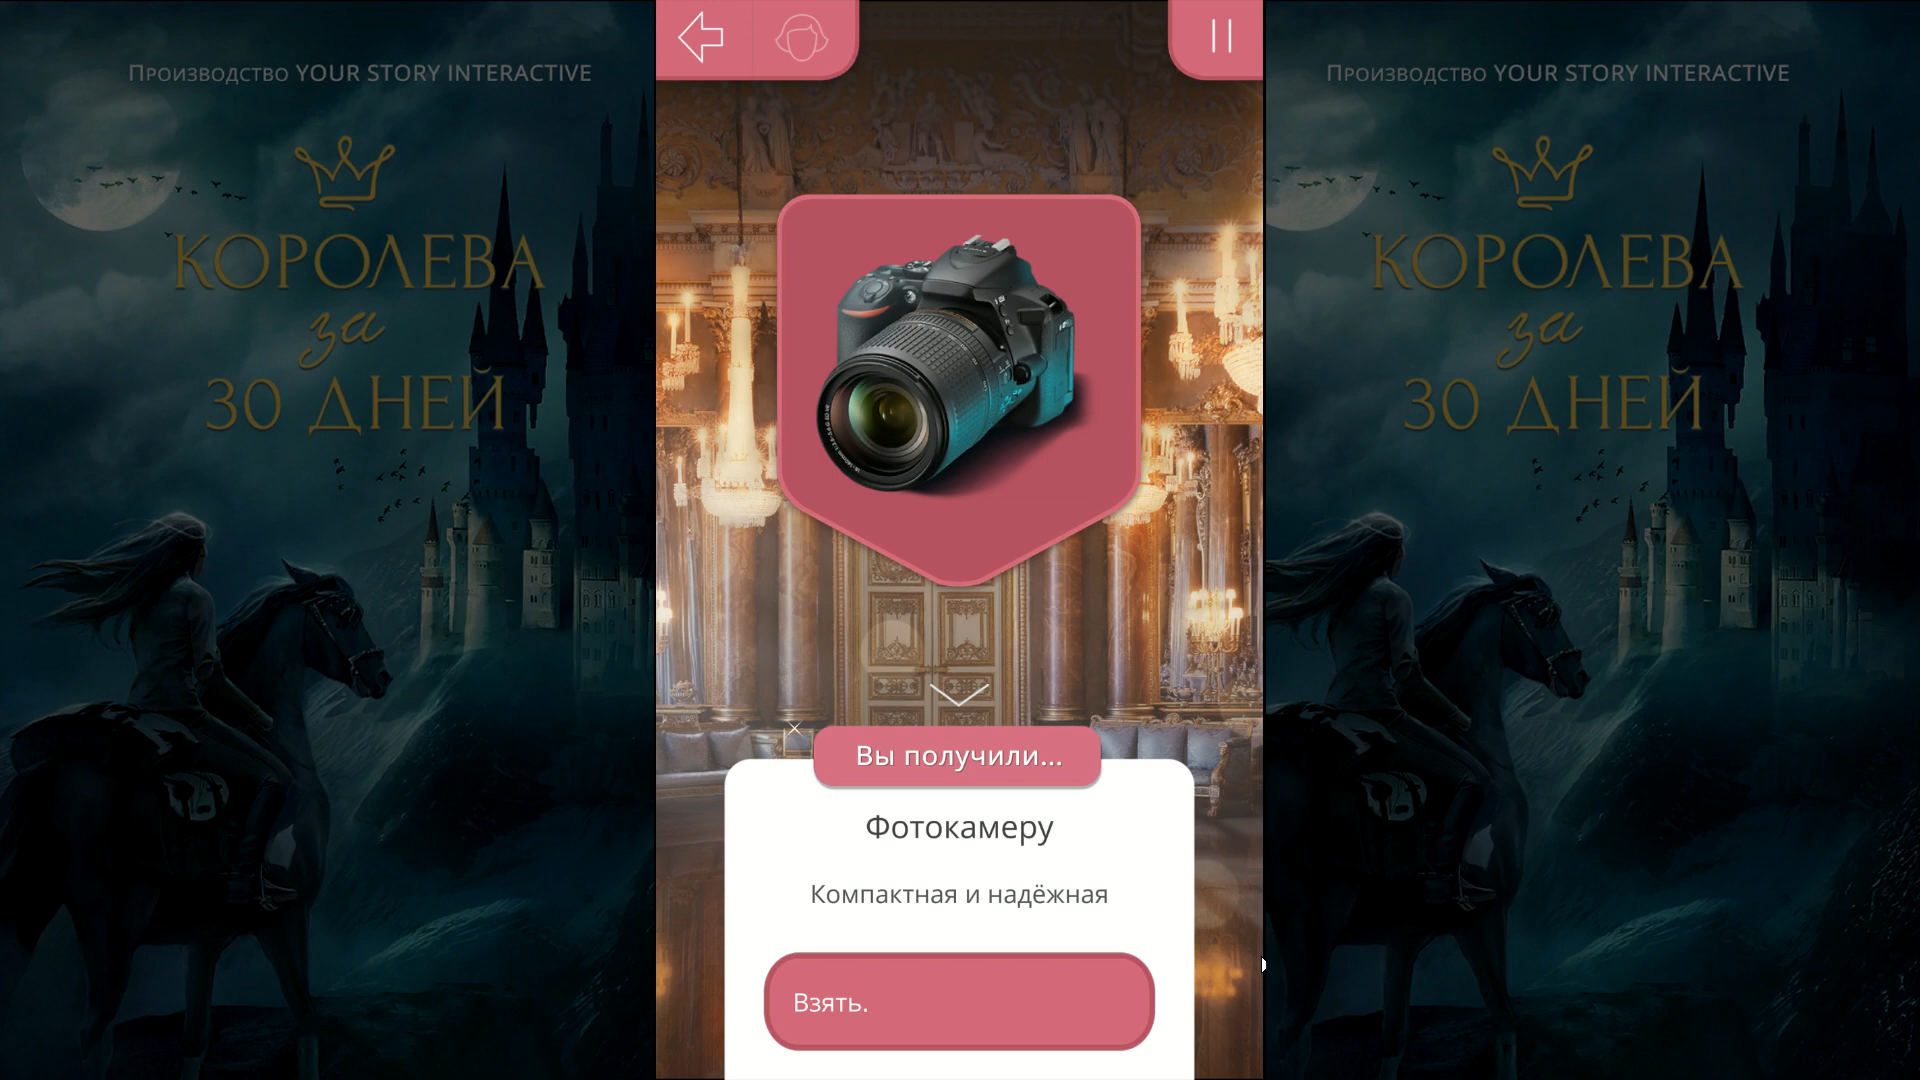 Производство YOUR STORY INTERACTIVE
КОРОЛЕВА
за
30 ДНЕЙ
Вы получили...
Фотокамеру
Компактная и надёжная
Взять.
Производство YOUR STORY INTERACTIVE
КОРОЛЕВА
за
30 ДНЕЙ